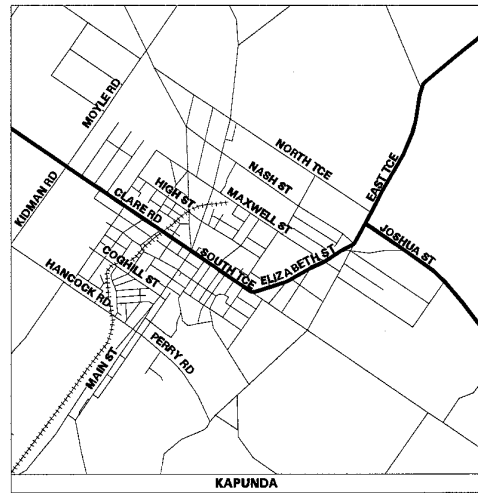 MOYLE RD
KIDMAN RD
NORTH TCE
NASH ST
EAST TCE
HIGH ST
MAXWELL ST
CLARE RD
JOSHUA ST
SOUTH TCE
ELIZABETH ST
COGHILL ST
HANCOCK RD
PERRY RD
MAIN ST
KAPUNDA